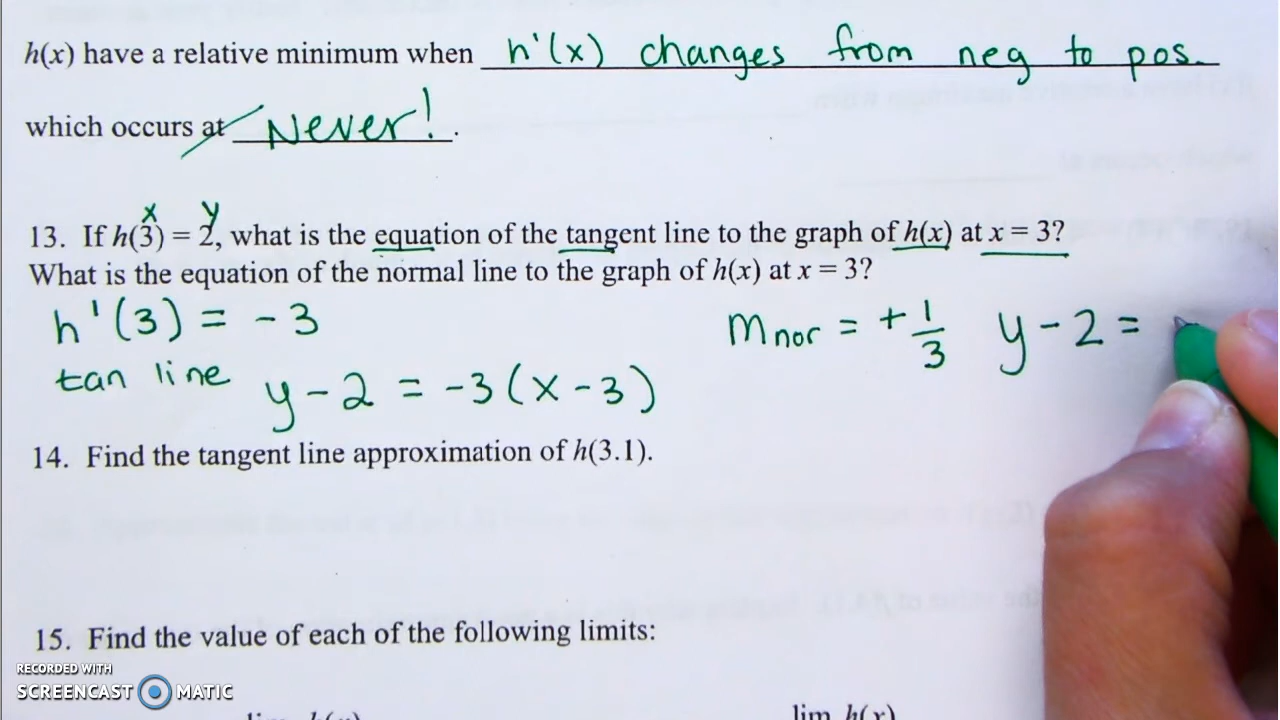 h(x) have a relative minimum when h'(x) changes from neg to pos.
which occurs at Never!.
x y
13. If h(3) = 2, what is the equation of the tangent line to the graph of h(x) at x = 3?
What is the equation of the normal line to the graph of h(x) at x = 3?
h'(3) = -3
m nor = + 1/3 y - 2 =
tan line y - 2 = -3(x - 3)
14. Find the tangent line approximation of h(3.1).
15. Find the value of each of the following limits:
RECORDED WITH
SCREENCAST MATIC
lim h(x) lim h(x)